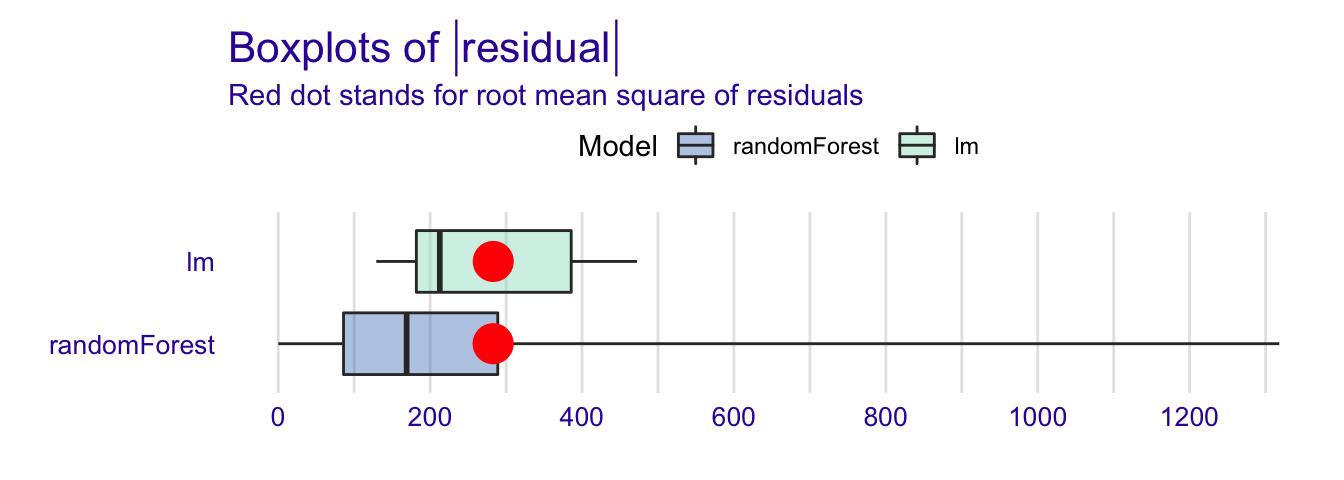 Boxplots of |residual|
Red dot stands for root mean square of residuals
Model randomForest lm
lm
randomForest
0 200 400 600 800 1000 1200